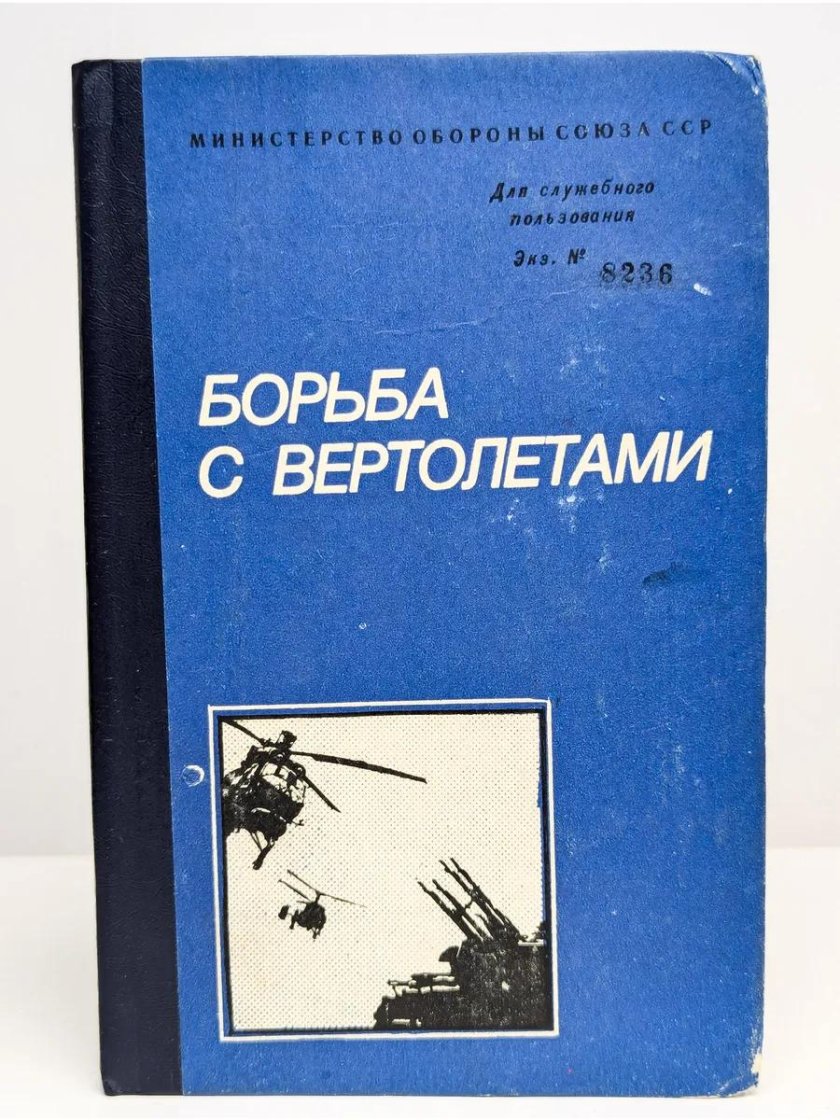 МИНИСТЕРСТВО ОБОРОНЫ СОЮЗА ССР
Для служебного
пользования
Экз. № 8236
БОРЬБА
С ВЕРТОЛЕТАМИ